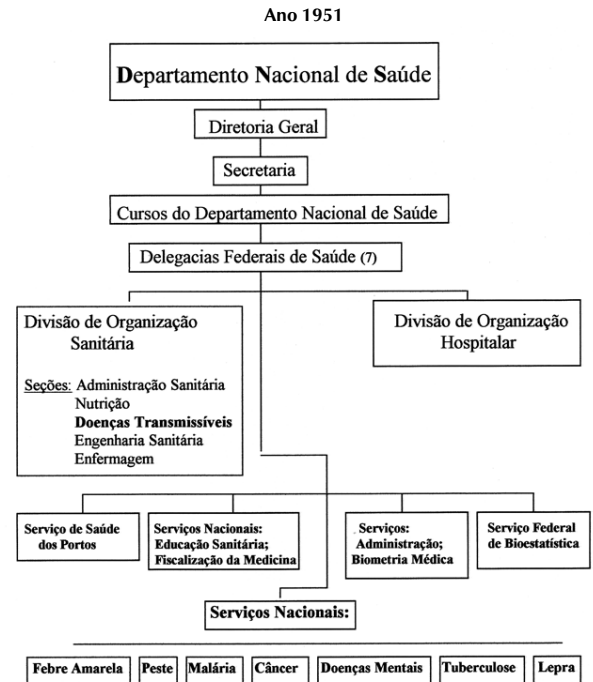 Ano 1951
Departamento Nacional de Saúde
Diretoria Geral
Secretaria
Cursos do Departamento Nacional de Saúde
Delegacias Federais de Saúde (7)
Divisão de Organização
Sanitária
Seções: Administração Sanitária
Nutrição
Doenças Transmissíveis
Engenharia Sanitária
Enfermagem
Divisão de Organização
Hospitalar
Serviço de Saúde
dos Portos
Serviços Nacionais:
Educação Sanitária;
Fiscalização da Medicina
Serviços:
Administração;
Biometria Médica
Serviço Federal
de Bioestatística
Serviços Nacionais:
Febre Amarela
Peste
Malária
Câncer
Doenças Mentais
Tuberculose
Lepra